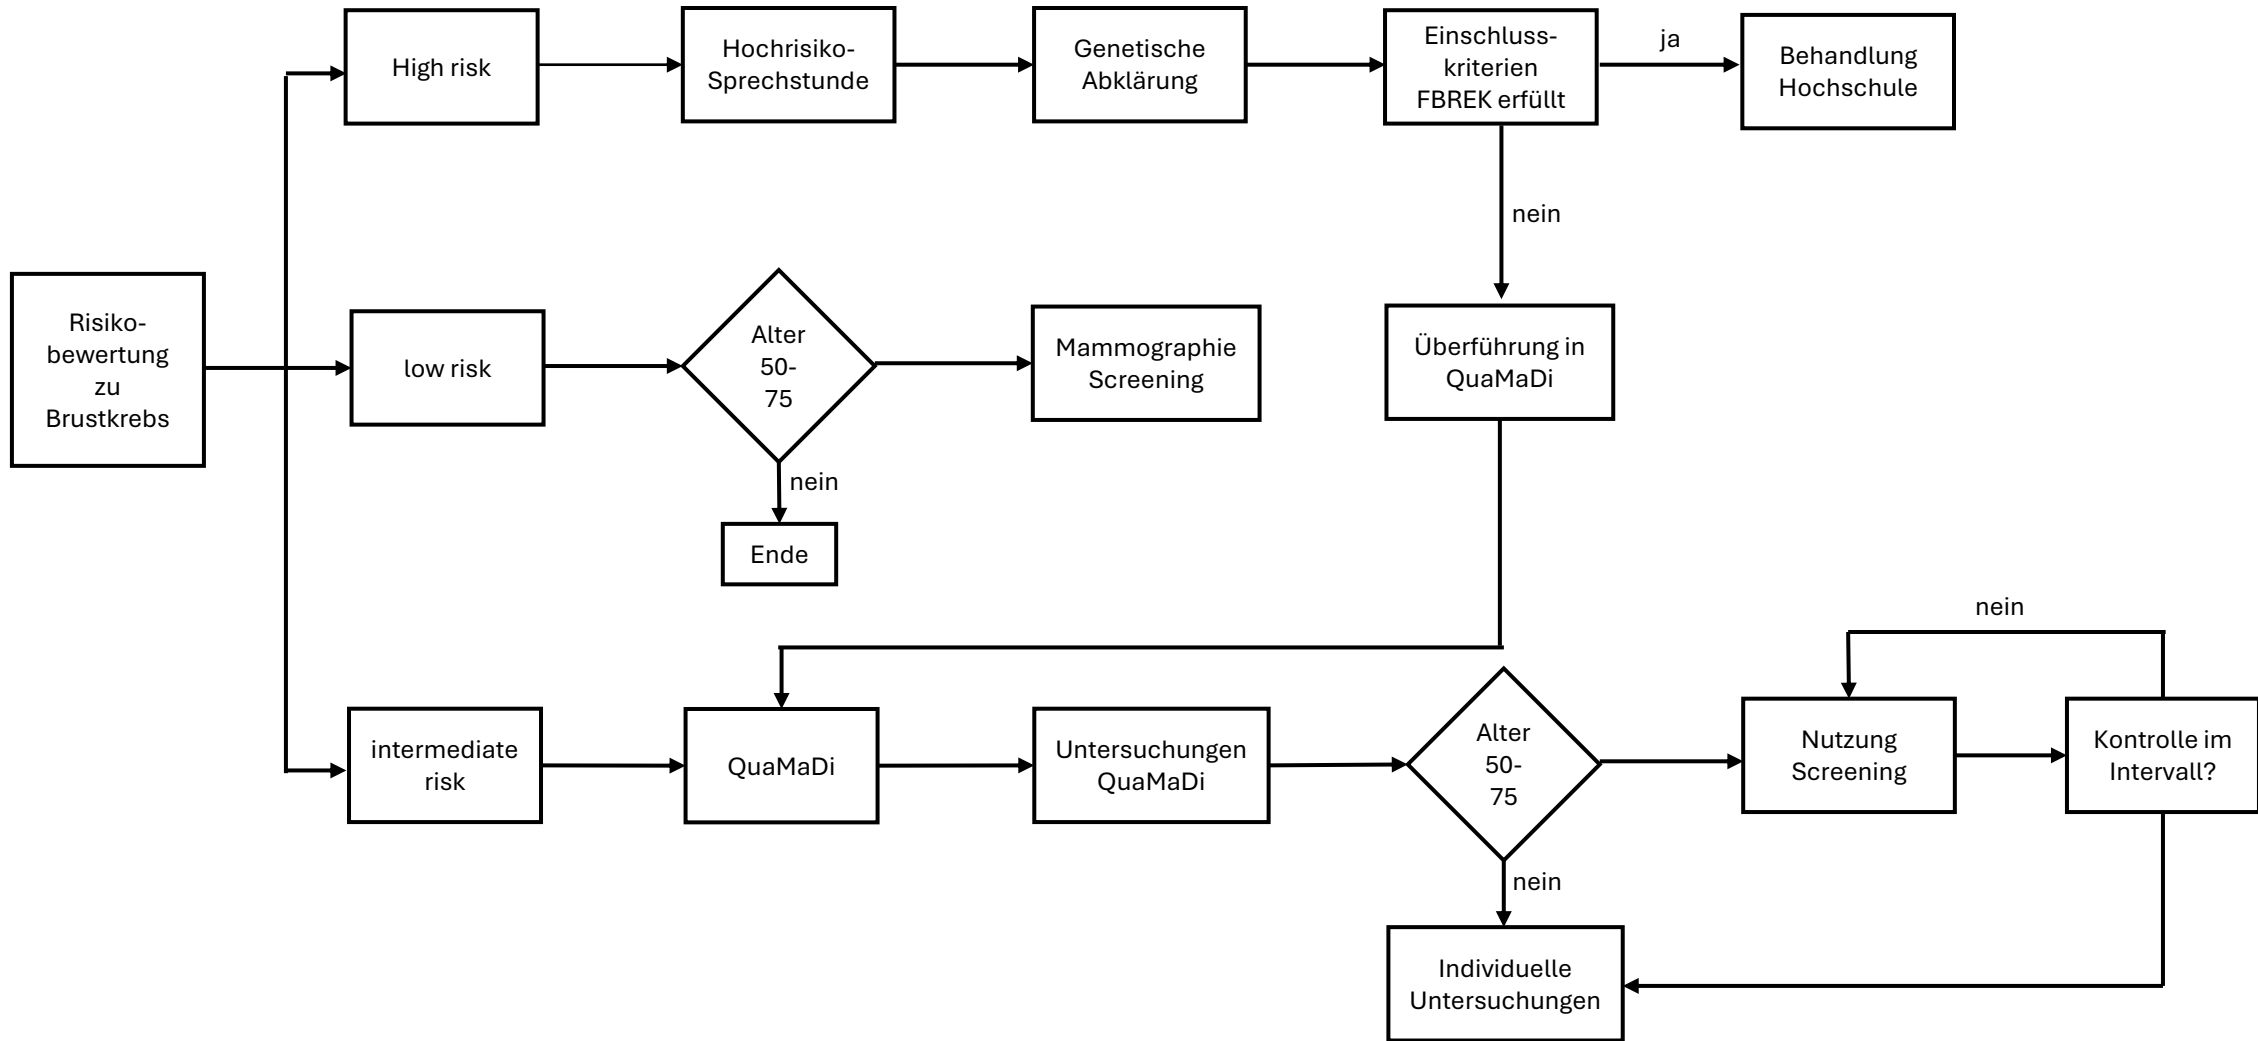 High risk
Hochrisiko-
Sprechstunde
Genetische
Abklärung
Einschluss-
kriterien
FBREK erfüllt
ja
Behandlung
Hochschule
nein
Risiko-
bewertung
zu
Brustkrebs
low risk
Alter
50-
75
Mammographie
Screening
Überführung in
QuaMaDi
nein
Ende
nein
intermediate
risk
QuaMaDi
Untersuchungen
QuaMaDi
Alter
50-
75
Nutzung
Screening
Kontrolle im
Intervall?
nein
Individuelle
Untersuchungen